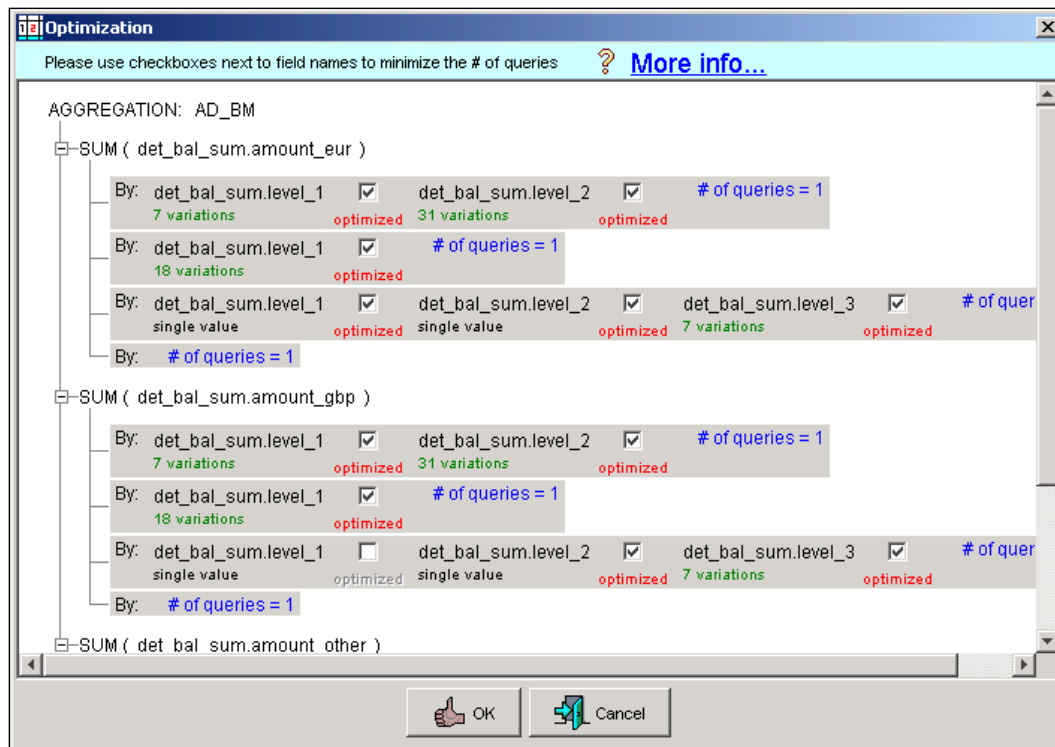 Optimization
Please use checkboxes next to field names to minimize the # of queries ? More info...
AGGREGATION: AD_BM
SUM ( det_bal_sum.amount_eur )
By: det_bal_sum.level_1 det_bal_sum.level_2 # of queries = 1
7 variations optimized 31 variations optimized
By: det_bal_sum.level_1 # of queries = 1
18 variations optimized
By: det_bal_sum.level_1 det_bal_sum.level_2 det_bal_sum.level_3 # of quer
single value optimized single value optimized 7 variations optimized
By: # of queries = 1
SUM ( det_bal_sum.amount_gbp )
By: det_bal_sum.level_1 det_bal_sum.level_2 # of queries = 1
7 variations optimized 31 variations optimized
By: det_bal_sum.level_1 # of queries = 1
18 variations optimized
By: det_bal_sum.level_1 det_bal_sum.level_2 det_bal_sum.level_3 # of quer
single value optimized single value optimized 7 variations optimized
By: # of queries = 1
SUM ( det_bal_sum.amount_other )
OK Cancel